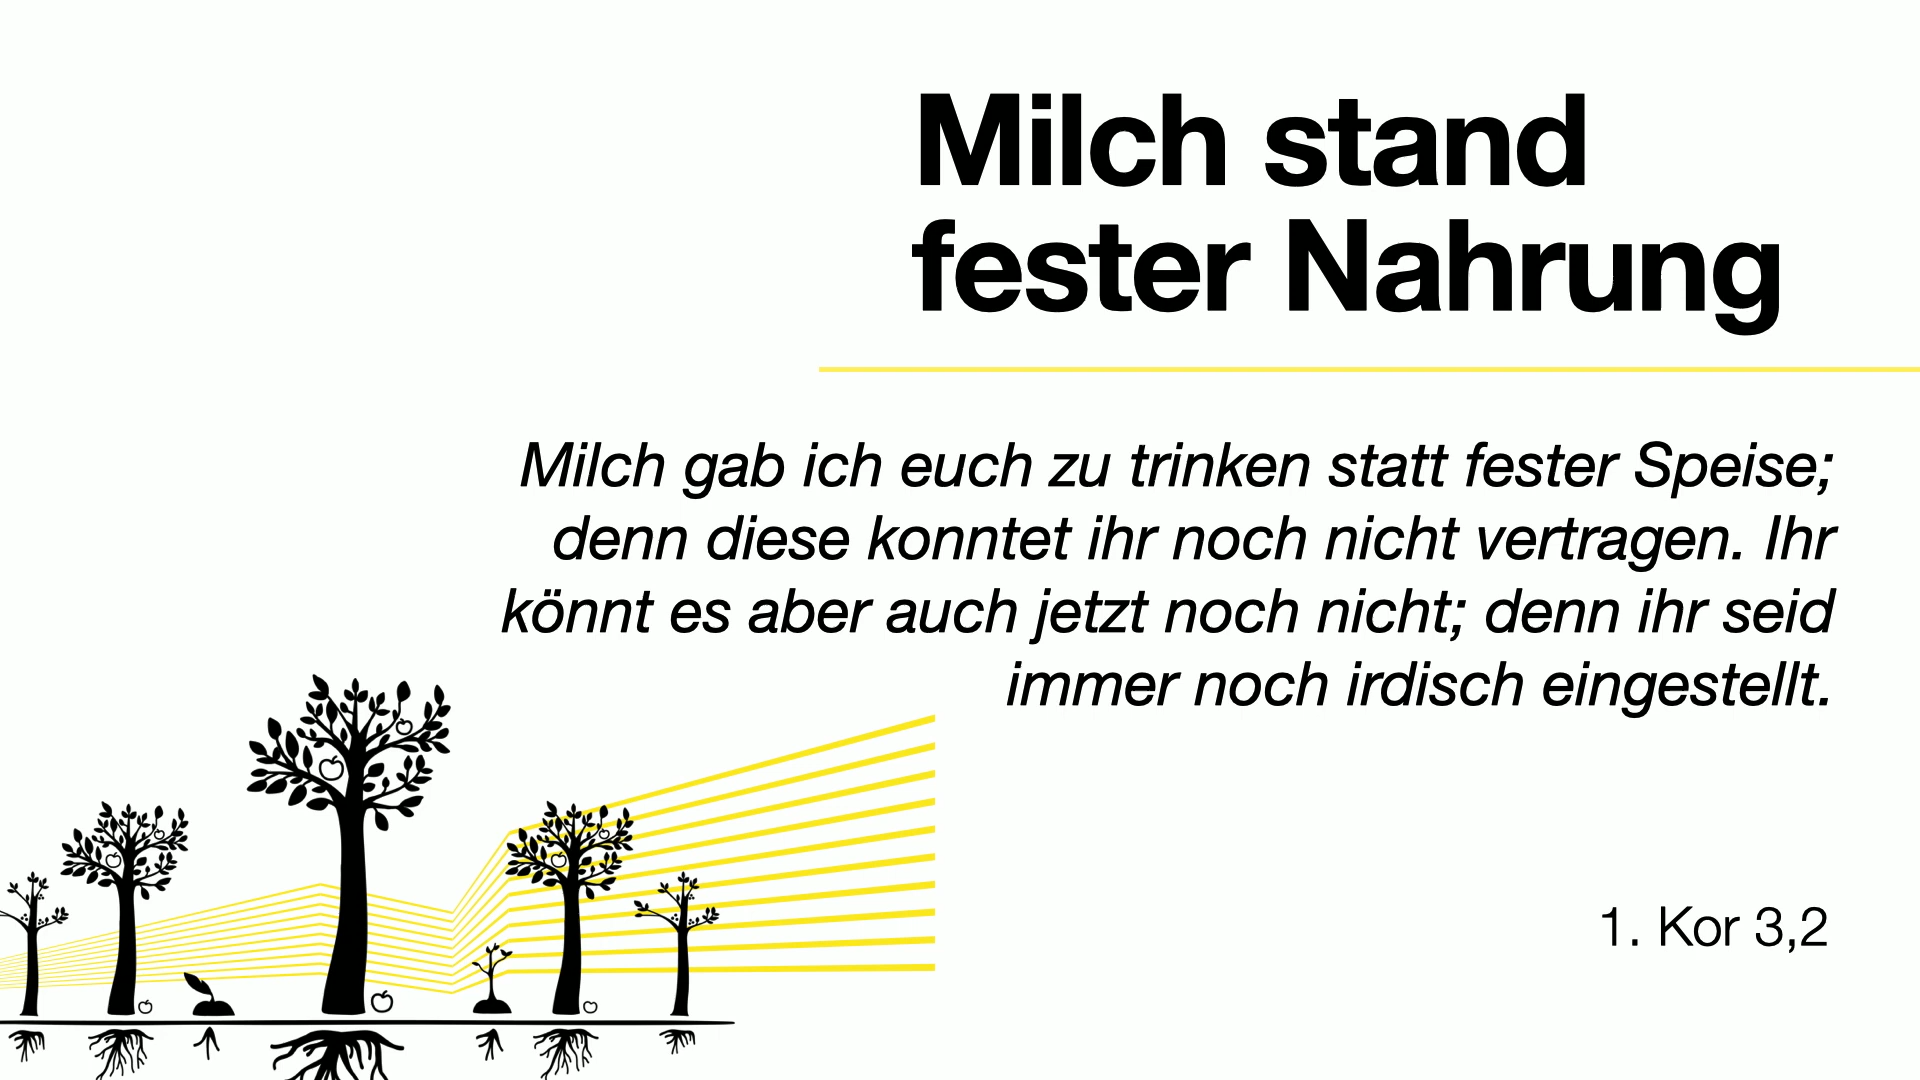 Milch stand
fester Nahrung
Milch gab ich euch zu trinken statt fester Speise;
denn diese konntet ihr noch nicht vertragen. Ihr
könnt es aber auch jetzt noch nicht; denn ihr seid
immer noch irdisch eingestellt.
1. Kor 3,2